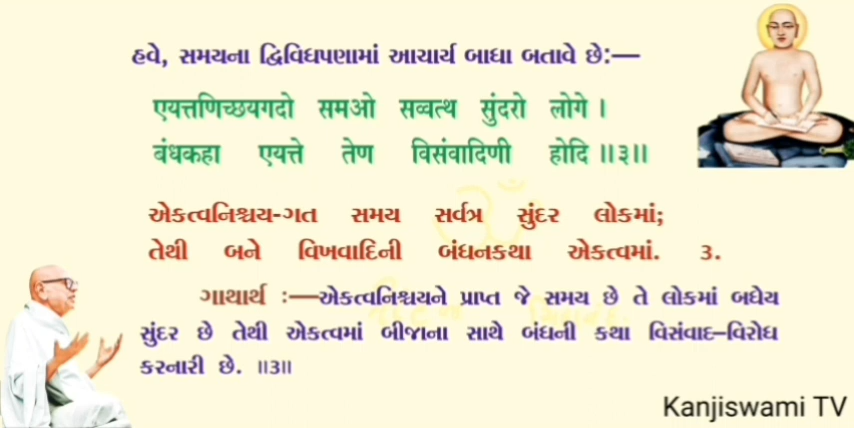 હવે, સમયના દ્વિવિધપણામાં આચાર્ય બાધા બતાવે છે:—
एयत्तणिच्छयगदो समओ सव्वत्थ सुंदरो लोगे ।
बंधकहा एयत्ते तेण विसंवादिणी होदि ॥३॥
એકત્વનિશ્ચય-ગત સમય સર્વત્ર સુંદર લોકમાં;
તેથી બને વિખવાદિની બંધનકથા એકત્વમાં. ૩.
ગાથાર્થ :—એકત્વનિશ્ચયને પ્રાપ્ત જે સમય છે તે લોકમાં બધેય
સુંદર છે તેથી એકત્વમાં બીજાના સાથે બંધની કથા વિસંવાદ–વિરોધ
કરનારી છે. ॥૩॥
Kanjiswami TV